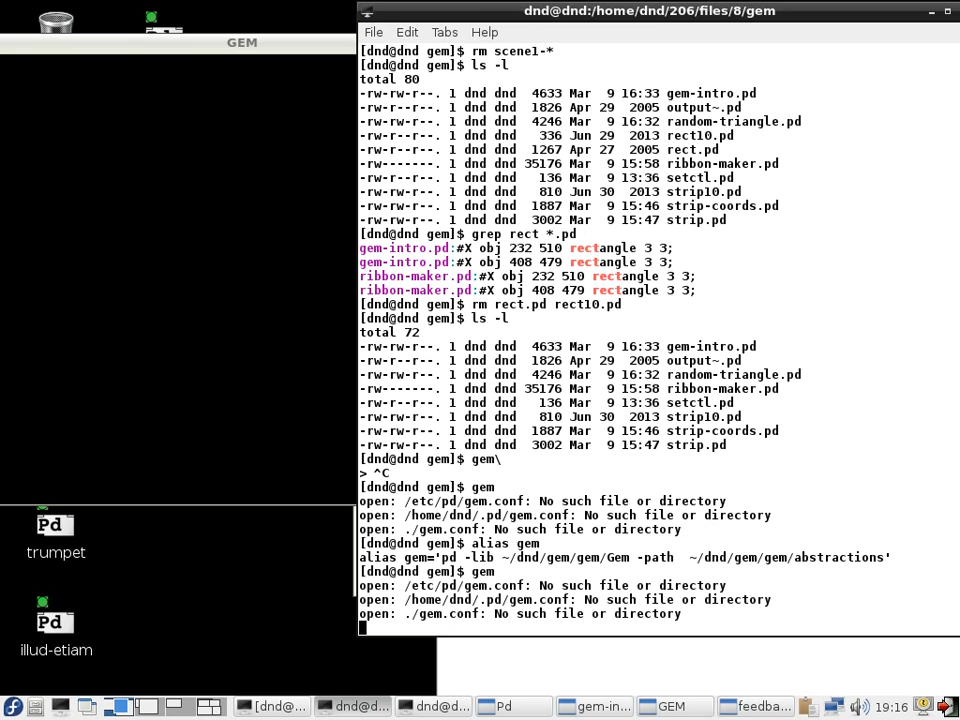 dnd@dnd:/home/dnd/206/files/8/gem
GEM
File Edit Tabs Help
[dnd@dnd gem]$ rm scene1-*
[dnd@dnd gem]$ ls -l
total 80
-rw-rw-r--. 1 dnd dnd  4633 Mar  9 16:33 gem-intro.pd
-rw-rw-r--. 1 dnd dnd  1826 Apr 29  2005 output~.pd
-rw-rw-r--. 1 dnd dnd  4246 Mar  9 16:32 random-triangle.pd
-rw-rw-r--. 1 dnd dnd   336 Jun 29  2013 rect10.pd
-rw-rw-r--. 1 dnd dnd  1267 Apr 27  2005 rect.pd
-rw-------. 1 dnd dnd 35176 Mar  9 15:58 ribbon-maker.pd
-rw-rw-r--. 1 dnd dnd   136 Mar  9 13:36 setctl.pd
-rw-rw-r--. 1 dnd dnd   810 Jun 30  2013 strip10.pd
-rw-rw-r--. 1 dnd dnd  1887 Mar  9 15:46 strip-coords.pd
-rw-rw-r--. 1 dnd dnd  3002 Mar  9 15:47 strip.pd
[dnd@dnd gem]$ grep rect *.pd
gem-intro.pd:#X obj 232 510 rectangle 3 3;
gem-intro.pd:#X obj 408 479 rectangle 3 3;
ribbon-maker.pd:#X obj 232 510 rectangle 3 3;
ribbon-maker.pd:#X obj 408 479 rectangle 3 3;
[dnd@dnd gem]$ rm rect.pd rect10.pd
[dnd@dnd gem]$ ls -l
total 72
-rw-rw-r--. 1 dnd dnd  4633 Mar  9 16:33 gem-intro.pd
-rw-rw-r--. 1 dnd dnd  1826 Apr 29  2005 output~.pd
-rw-rw-r--. 1 dnd dnd  4246 Mar  9 16:32 random-triangle.pd
-rw-------. 1 dnd dnd 35176 Mar  9 15:58 ribbon-maker.pd
-rw-rw-r--. 1 dnd dnd   136 Mar  9 13:36 setctl.pd
-rw-rw-r--. 1 dnd dnd   810 Jun 30  2013 strip10.pd
-rw-rw-r--. 1 dnd dnd  1887 Mar  9 15:46 strip-coords.pd
-rw-rw-r--. 1 dnd dnd  3002 Mar  9 15:47 strip.pd
[dnd@dnd gem]$ gem\
> ^C
[dnd@dnd gem]$ gem
open: /etc/pd/gem.conf: No such file or directory
open: /home/dnd/.pd/gem.conf: No such file or directory
open: ./gem.conf: No such file or directory
[dnd@dnd gem]$ alias gem
alias gem='pd -lib ~/dnd/gem/gem/Gem -path  ~/dnd/gem/gem/abstractions'
[dnd@dnd gem]$ gem
open: /etc/pd/gem.conf: No such file or directory
open: /home/dnd/.pd/gem.conf: No such file or directory
open: ./gem.conf: No such file or directory
Pd
trumpet
Pd
illud-etiam
[dnd@... dnd@d... dnd@d... Pd gem-in... GEM feedba... 19:16